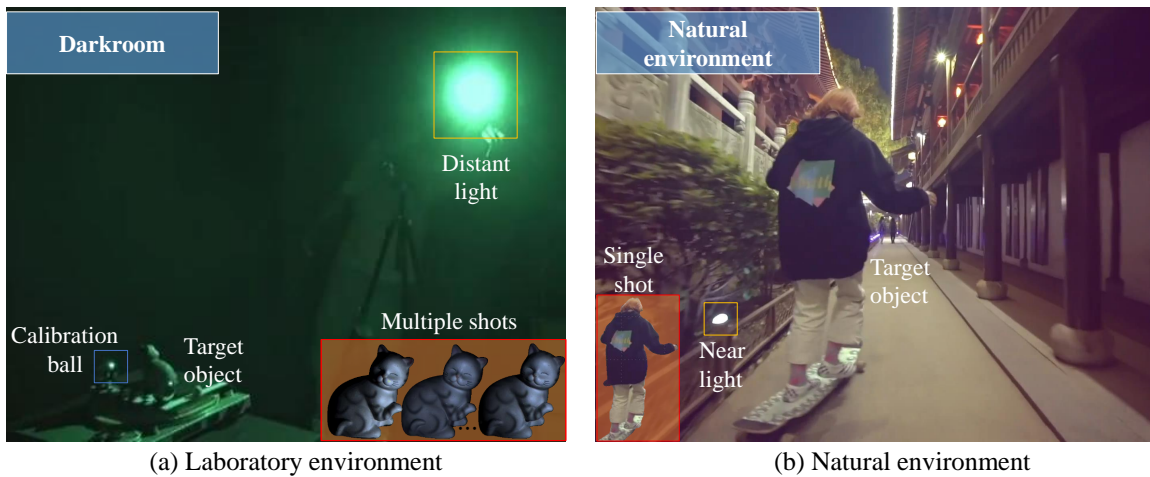 Darkroom
Distant
light
Calibration
ball
Target
object
Multiple shots
(a) Laboratory environment
Natural
environment
Single
shot
Target
object
Near
light
(b) Natural environment